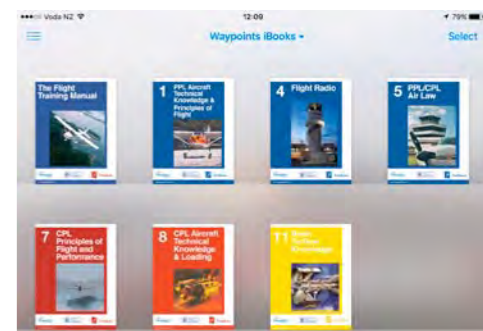 Voda NZ
12:09
79%
Waypoints iBooks
Select
The Flight
Training Manual
1 PPL Aircraft
Technical
Knowledge &
Principles of
Flight
4 Flight Radio
5 PPL/CPL
Air Law
7 CPL
Principles of
Flight and
Performance
8 CPL Aircraft
Technical
Knowledge
& Loading
11
Knowledge